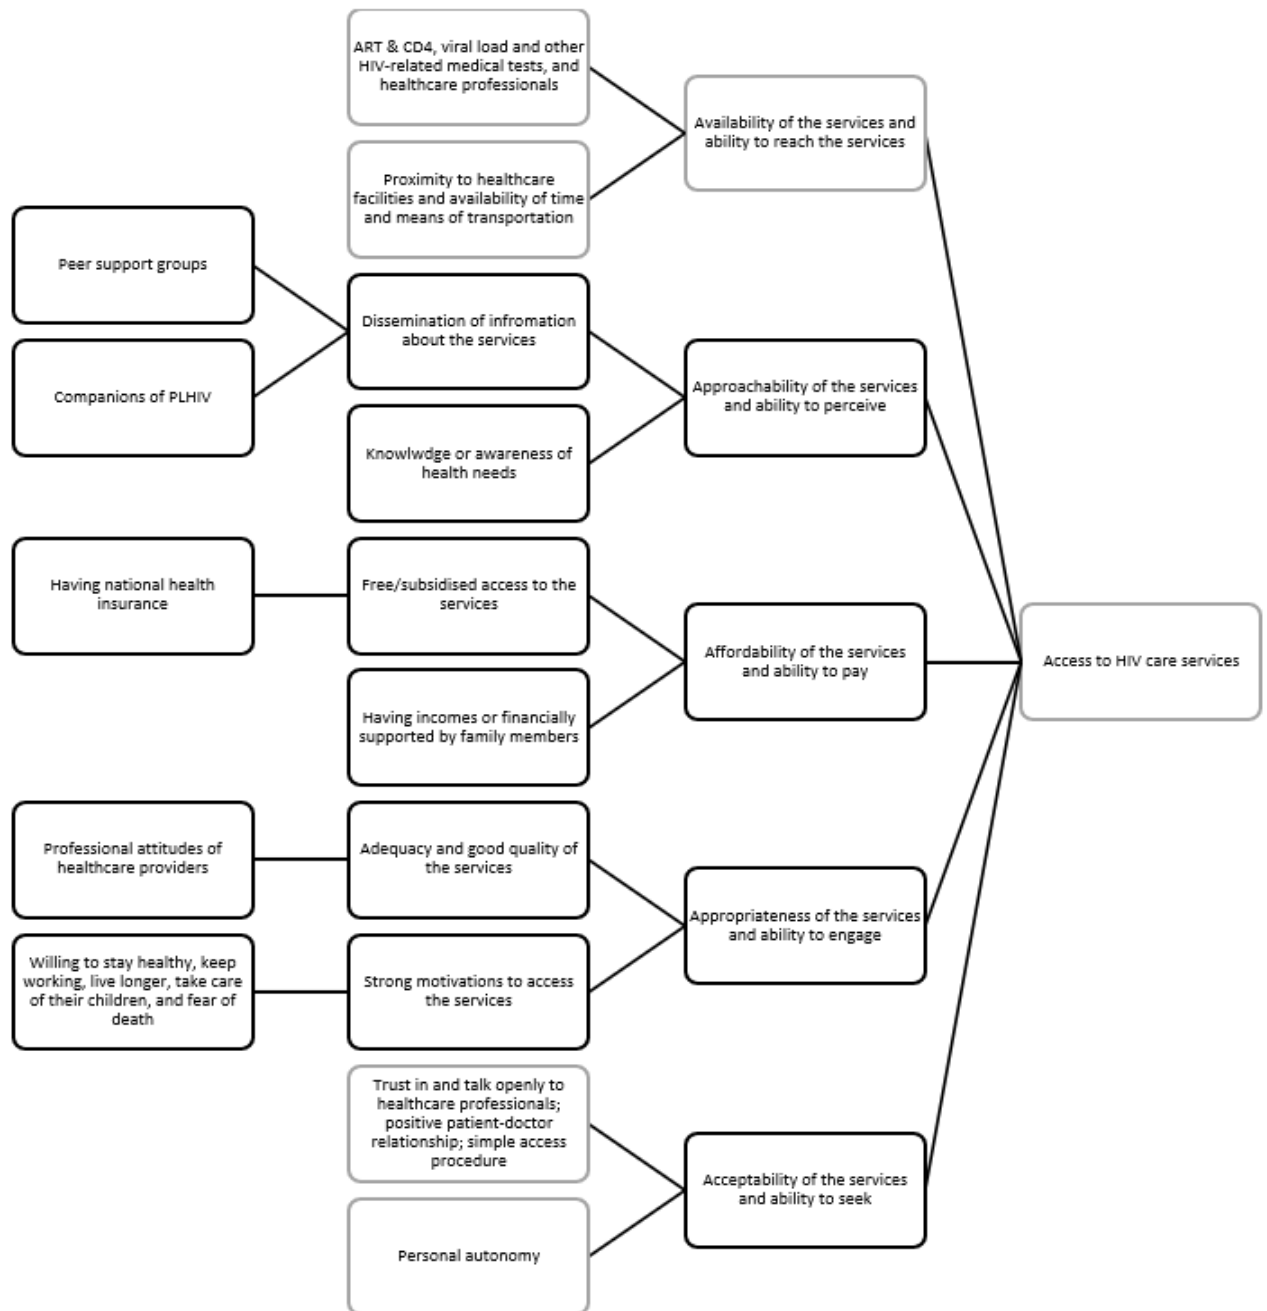 ART & CD4, viral load and other
HIV-related medical tests, and
healthcare professionals
Availability of the services and
ability to reach the services
Proximity to healthcare
facilities and availability of time
and means of transportation
Peer support groups
Dissemination of infromation
about the services
Companions of PLHIV
Approachability of the services
and ability to perceive
Knowlwdge or awareness of
health needs
Having national health
insurance
Free/subsidised access to the
services
Affordability of the services
and ability to pay
Access to HIV care services
Having incomes or financially
supported by family members
Professional attitudes of
healthcare providers
Adequacy and good quality of
the services
Appropriateness of the services
and ability to engage
Willing to stay healthy, keep
working, live longer, take care
of their children, and fear of
death
Strong motivations to access
the services
Trust in and talk openly to
healthcare professionals;
positive patient-doctor
relationship; simple access
procedure
Acceptability of the services
and ability to seek
Personal autonomy